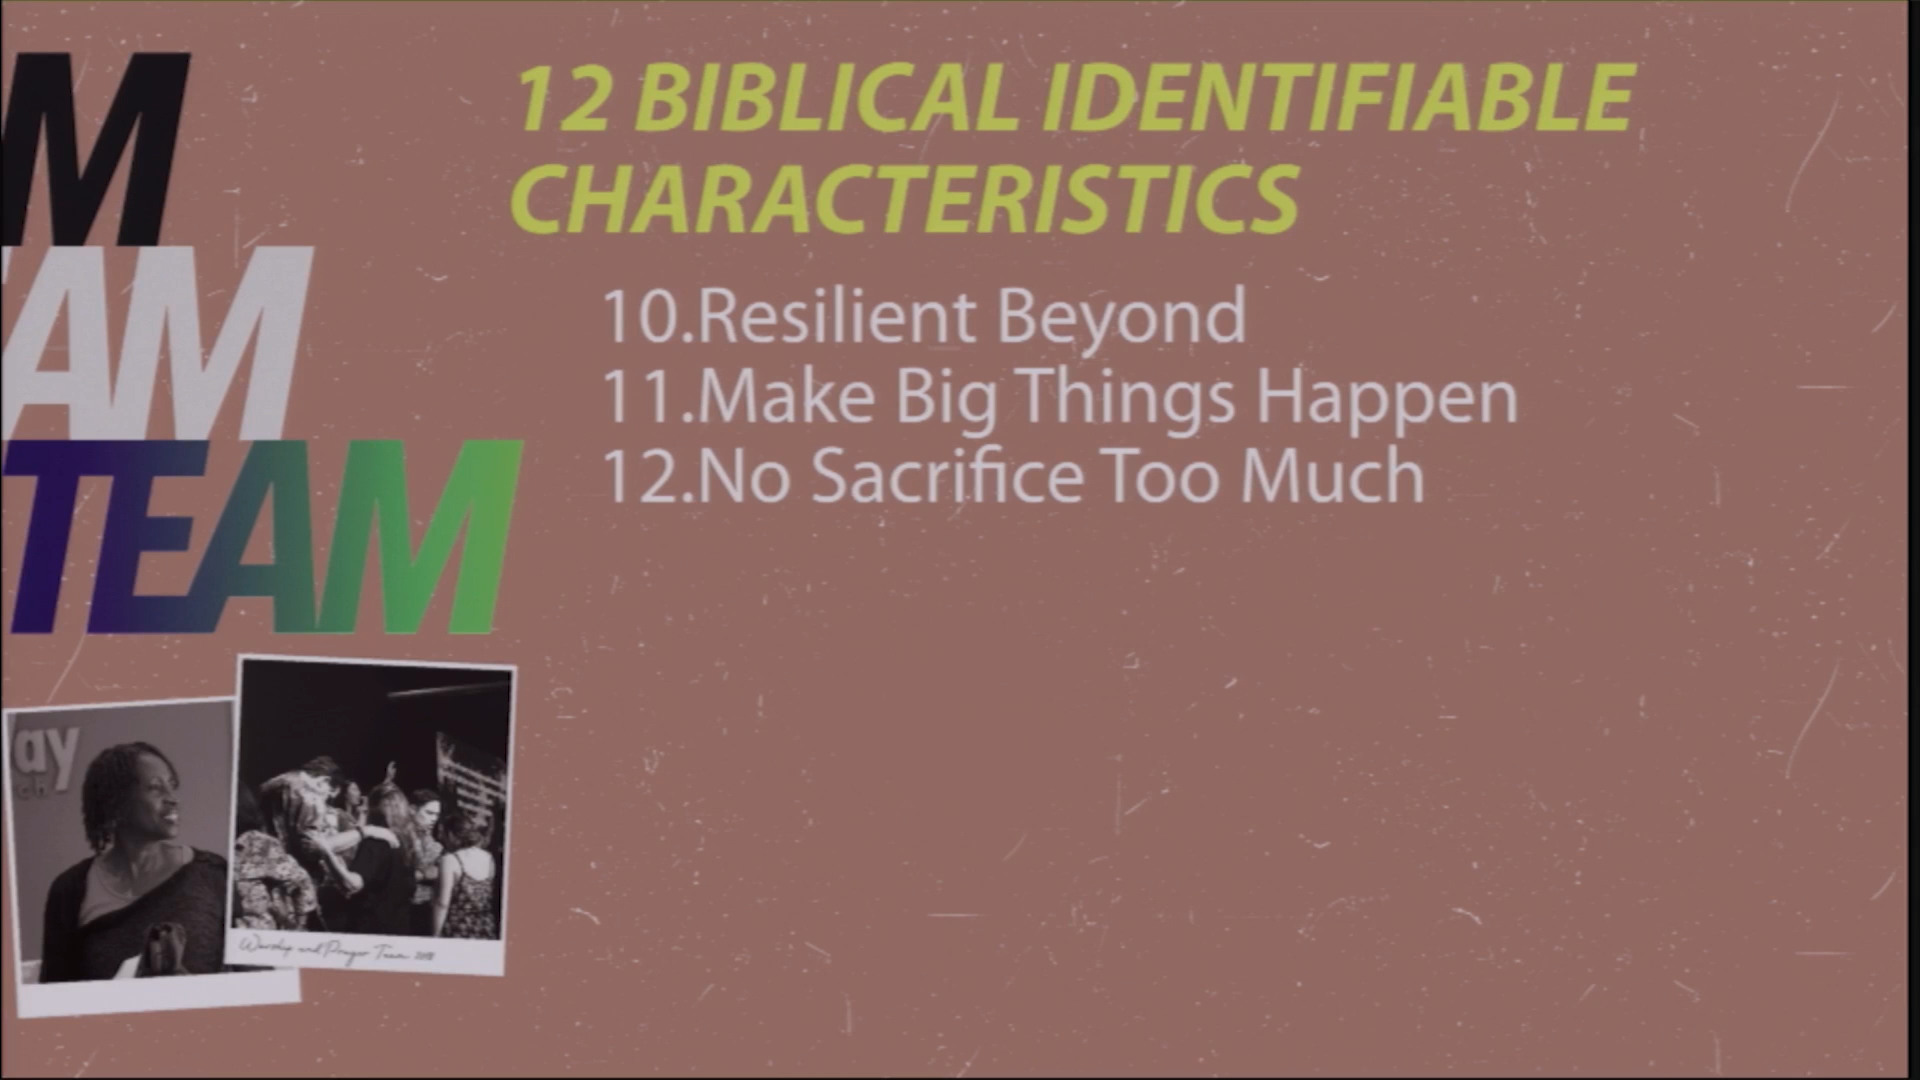 M
AM
TEAM
12 BIBLICAL IDENTIFIABLE
CHARACTERISTICS
10.Resilient Beyond
11.Make Big Things Happen
12.No Sacrifice Too Much
ay
ch
Worship and Prayer Team 2018